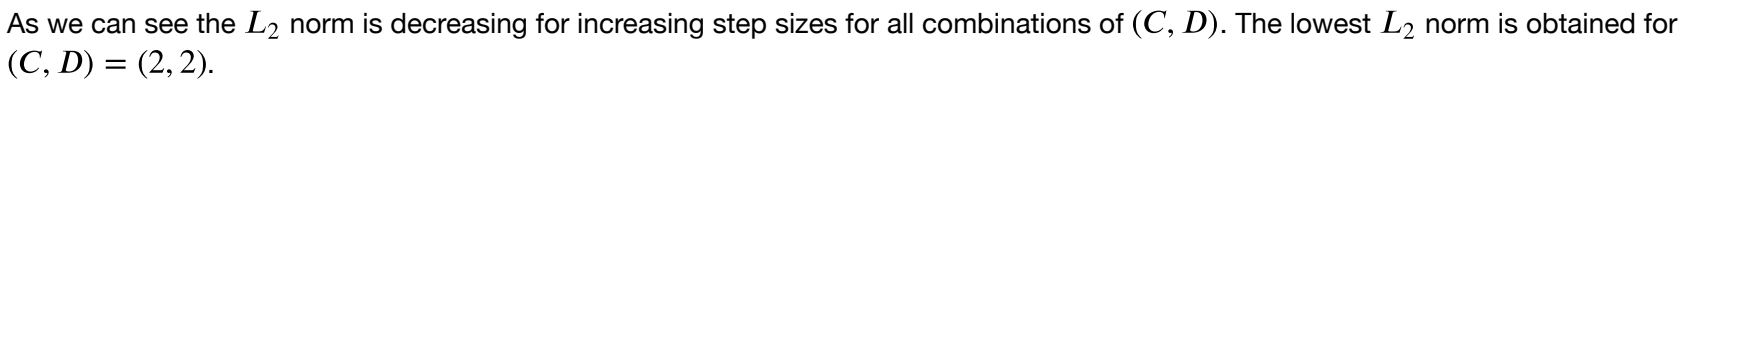 As we can see the L₂ norm is decreasing for increasing step sizes for all combinations of (C, D). The lowest L₂ norm is obtained for
(C, D) = (2, 2).